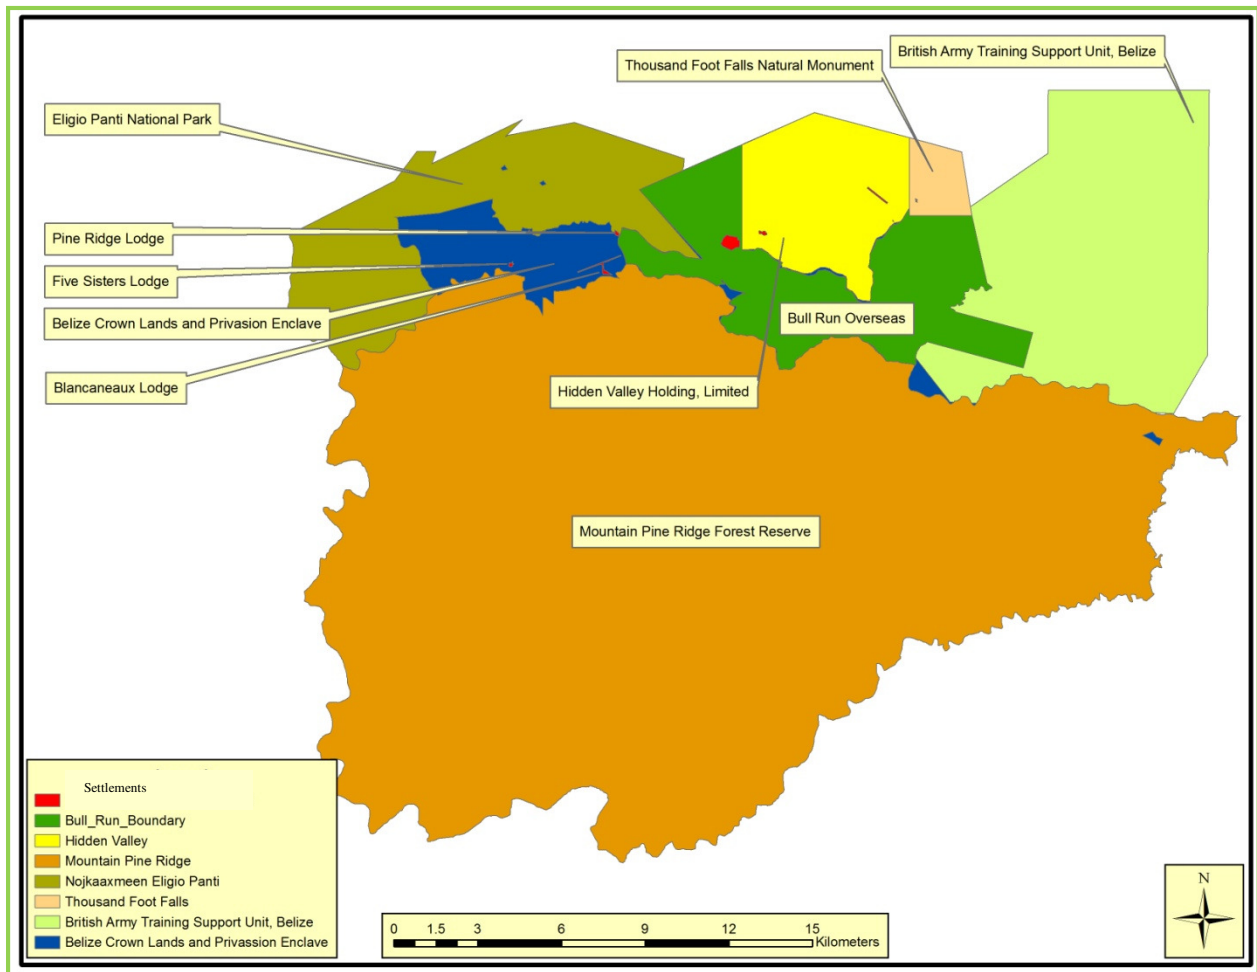 British Army Training Support Unit, Belize
Thousand Foot Falls Natural Monument
Eligio Panti National Park
Pine Ridge Lodge
Five Sisters Lodge
Belize Crown Lands and Privasion Enclave
Bull Run Overseas
Blancaneaux Lodge
Hidden Valley Holding, Limited
Mountain Pine Ridge Forest Reserve
Settlements
Bull_Run_Boundary
Hidden Valley
Mountain Pine Ridge
Nojkaaxmeen Eligio Panti
Thousand Foot Falls
British Army Training Support Unit, Belize
Belize Crown Lands and Privassion Enclave
0 1.5 3 6 9 12 15
Kilometers
N